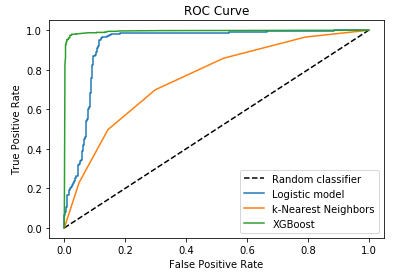 ROC Curve
True Positive Rate
1.0
0.8
0.6
0.4
0.2
0.0
Random classifier
Logistic model
k-Nearest Neighbors
XGBoost
0.0 0.2 0.4 0.6 0.8 1.0
False Positive Rate